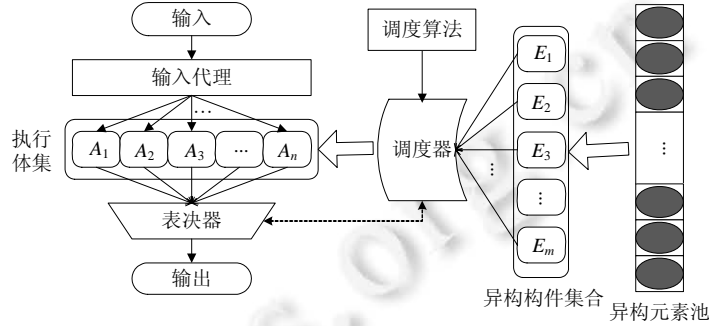 输入
调度算法
输入代理
...
执行
体集
A1 A2 A3 ... An
调度器
E1
E2
E3
⋮
Em
⋮
⋮
表决器
输出
异构构件集合
异构元素池